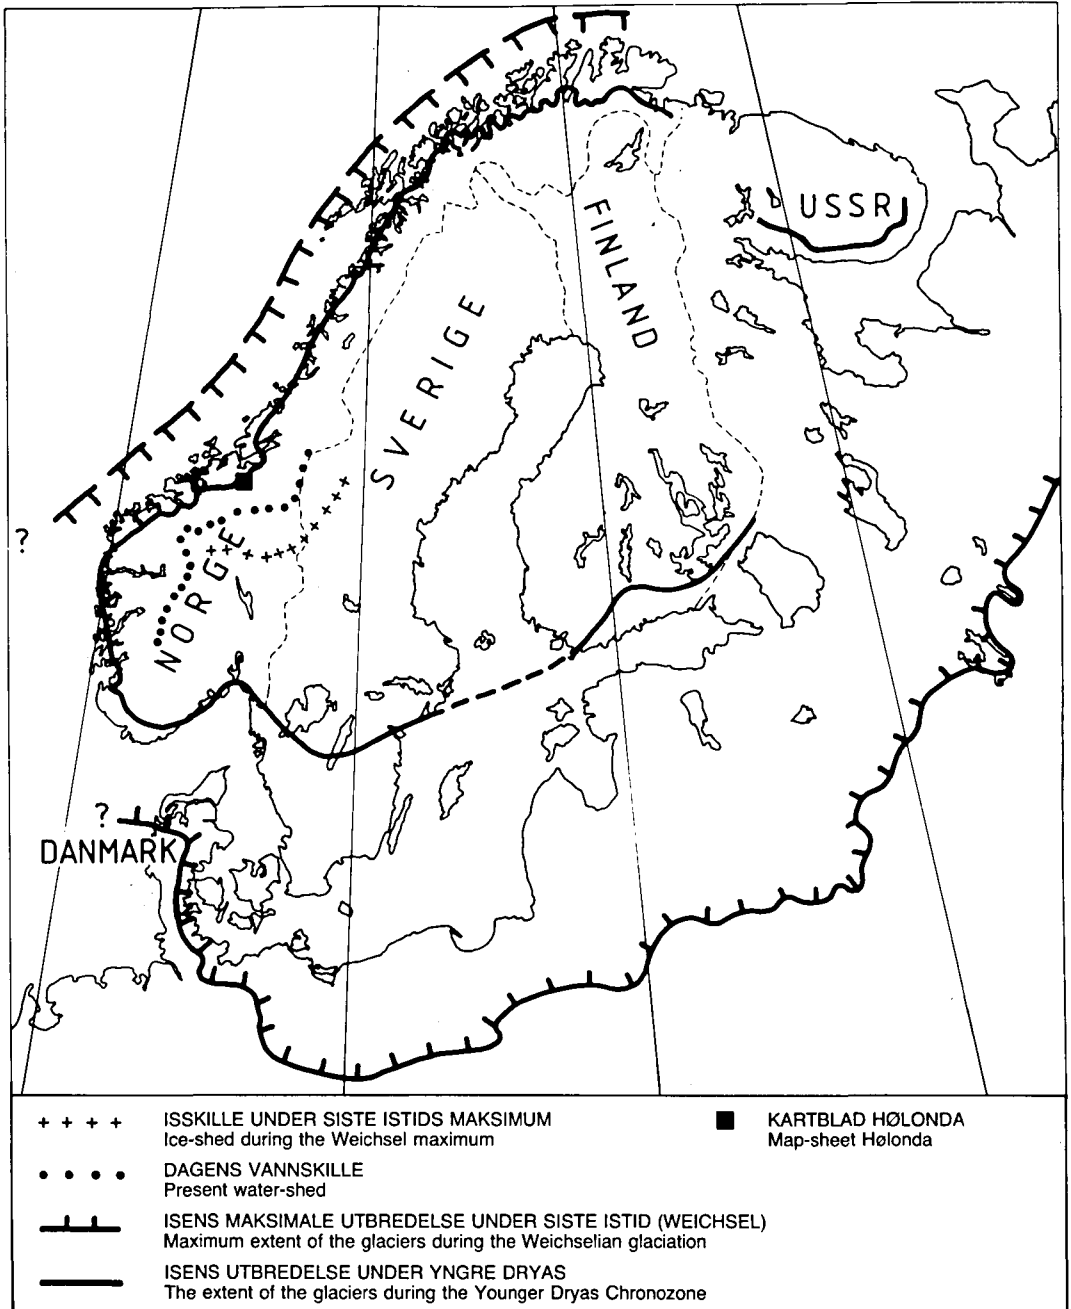 USSR
FINLAND
SVERIGE
NORGE
?
?
DANMARK
ISSKILLE UNDER SISTE ISTIDS MAKSIMUM
Ice-shed during the Weichsel maximum
KARTBLAD HØLONDA
Map-sheet Hølonda
DAGENS VANNSKILLE
Present water-shed
ISENS MAKSIMALE UTBREDELSE UNDER SISTE ISTID (WEICHSEL)
Maximum extent of the glaciers during the Weichselian glaciation
ISENS UTBREDELSE UNDER YNGRE DRYAS
The extent of the glaciers during the Younger Dryas Chronozone